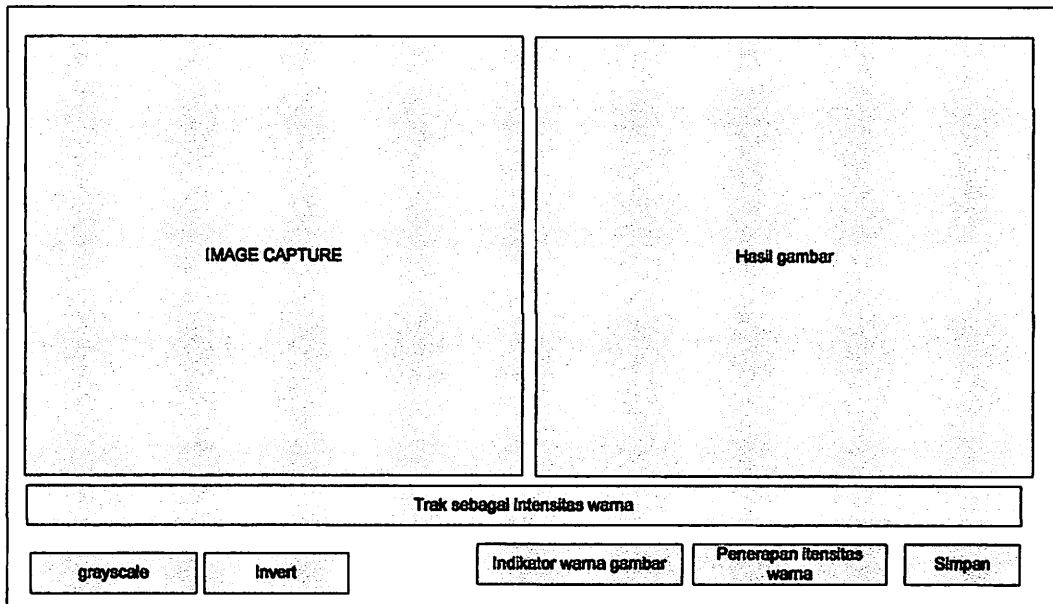 IMAGE CAPTURE
Hasil gambar
Trak sebagai Intensitas warna
grayscale
Invert
Indikator warna gambar
Penerapan itensitas
warna
Simpan